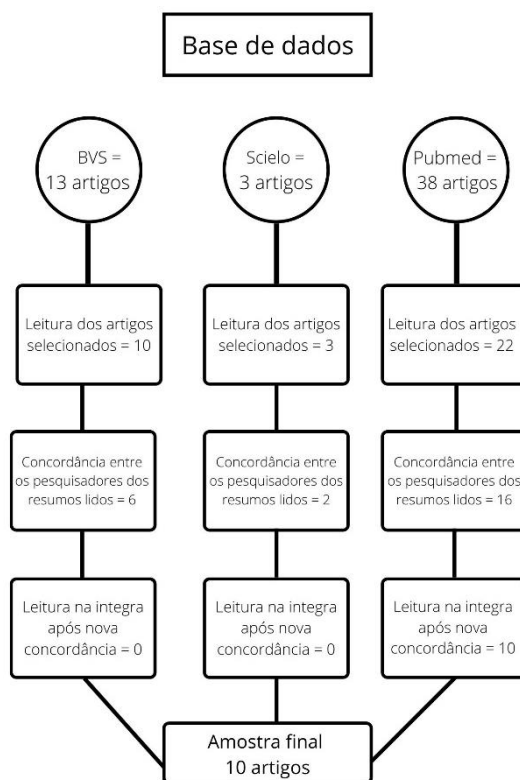 Base de dados
BVS =
13 artigos
Scielo =
3 artigos
Pubmed =
38 artigos
Leitura dos artigos
selecionados = 10
Leitura dos artigos
selecionados = 3
Leitura dos artigos
selecionados = 22
Concordância entre
os pesquisadores dos
resumos lidos = 6
Concordância entre
os pesquisadores dos
resumos lidos = 2
Concordância entre
os pesquisadores dos
resumos lidos = 16
Leitura na integra
após nova
concordância = 0
Leitura na integra
após nova
concordância = 0
Leitura na integra
após nova
concordância = 10
Amostra final
10 artigos